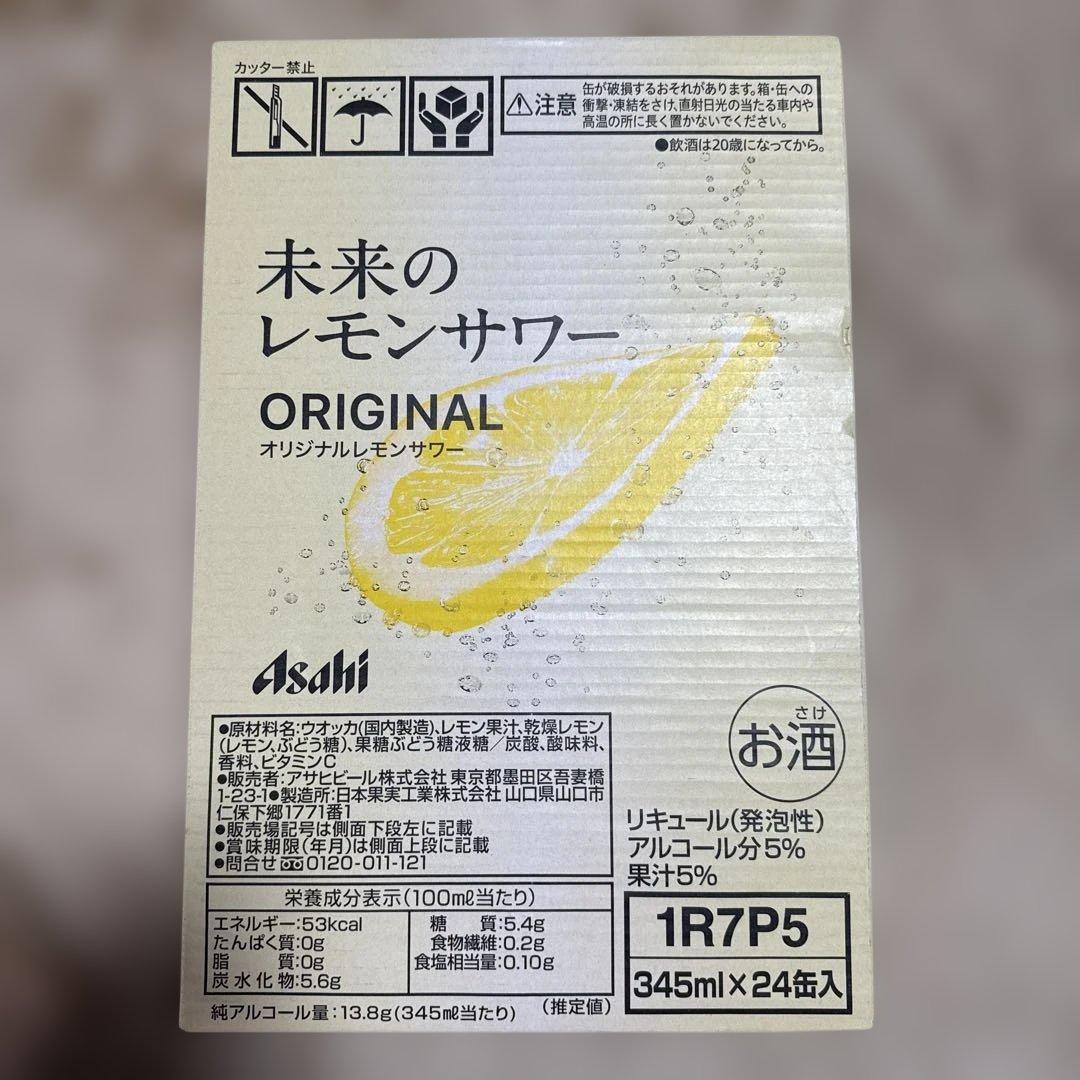 カッター禁止
注意
缶が破損するおそれがあります。箱・缶への
衝撃・凍結をさけ、直射日光の当たる車内や
高温の所に長く置かないでください。
●飲酒は20歳になってから。
未来の
レモンサワー
ORIGINAL
オリジナルレモンサワー
Asahi
●原材料名:ウオッカ(国内製造)、レモン果汁、乾燥レモン
(レモン、ぶどう糖)、果糖ぶどう糖液糖/炭酸、酸味料、
香料、ビタミンC
●販売者:アサヒビール株式会社 東京都墨田区吾妻橋
1-23-1●製造所:日本果実工業株式会社 山口県山口市
仁保下郷1771番1
●販売場記号は側面下段左に記載
●賞味期限(年月)は側面上段に記載
●問合せ 0120-011-121
さけ
お酒
リキュール(発泡性)
アルコール分5%
果汁5%
栄養成分表示(100ml当たり)
エネルギー:53kcal
たんぱく質:0g
脂質:0g
炭水化物:5.6g
糖質:5.4g
食物繊維:0.2g
食塩相当量:0.10g
純アルコール量:13.8g(345ml当たり)
(推定値)
1R7P5
345ml×24缶入